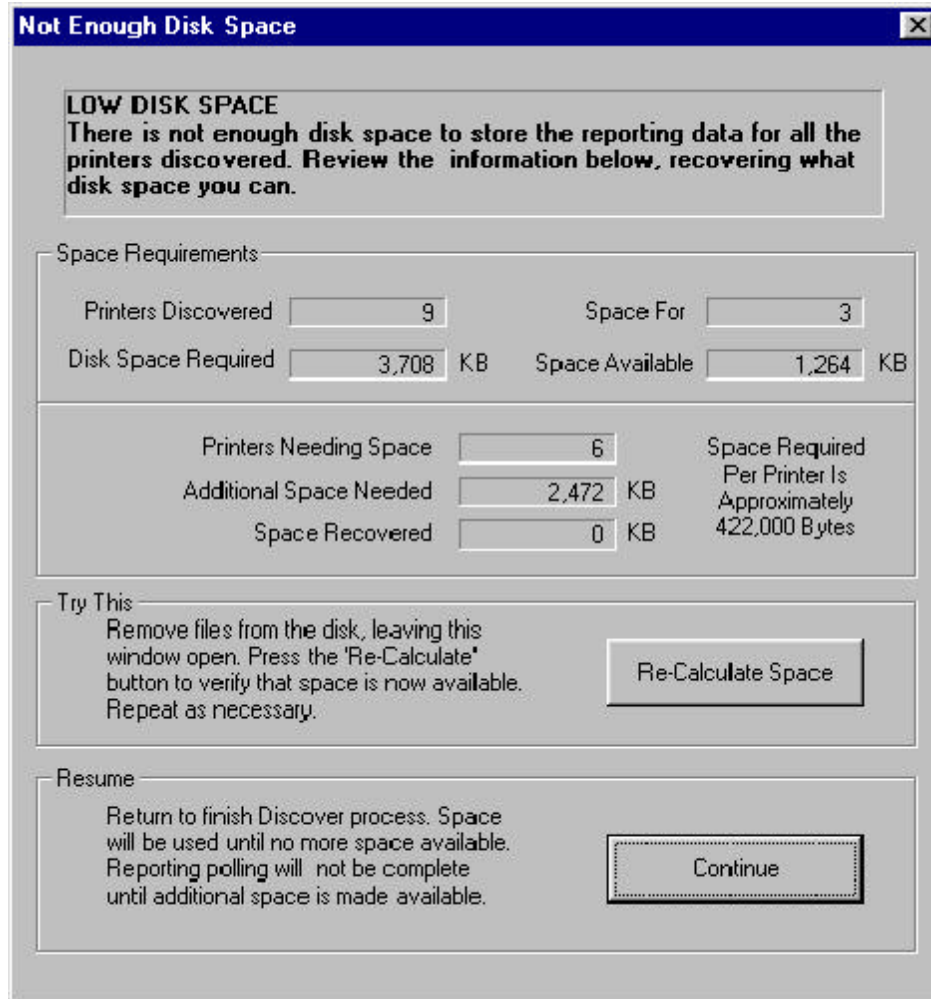 Not Enough Disk Space
LOW DISK SPACE
There is not enough disk space to store the reporting data for all the
printers discovered. Review the information below, recovering what
disk space you can.
Space Requirements
Printers Discovered 9 Space For 3
Disk Space Required 3,708 KB Space Available 1,264 KB
Printers Needing Space 6
Additional Space Needed 2,472 KB
Space Recovered 0 KB
Space Required
Per Printer Is
Approximately
422,000 Bytes
Try This
Remove files from the disk, leaving this
window open. Press the 'Re-Calculate"
button to verify that space is now available.
Repeat as necessary.
Re-Calculate Space
Resume
Return to finish Discover process. Space
will be used until no more space available.
Reporting polling will not be complete
until additional space is made available.
Continue